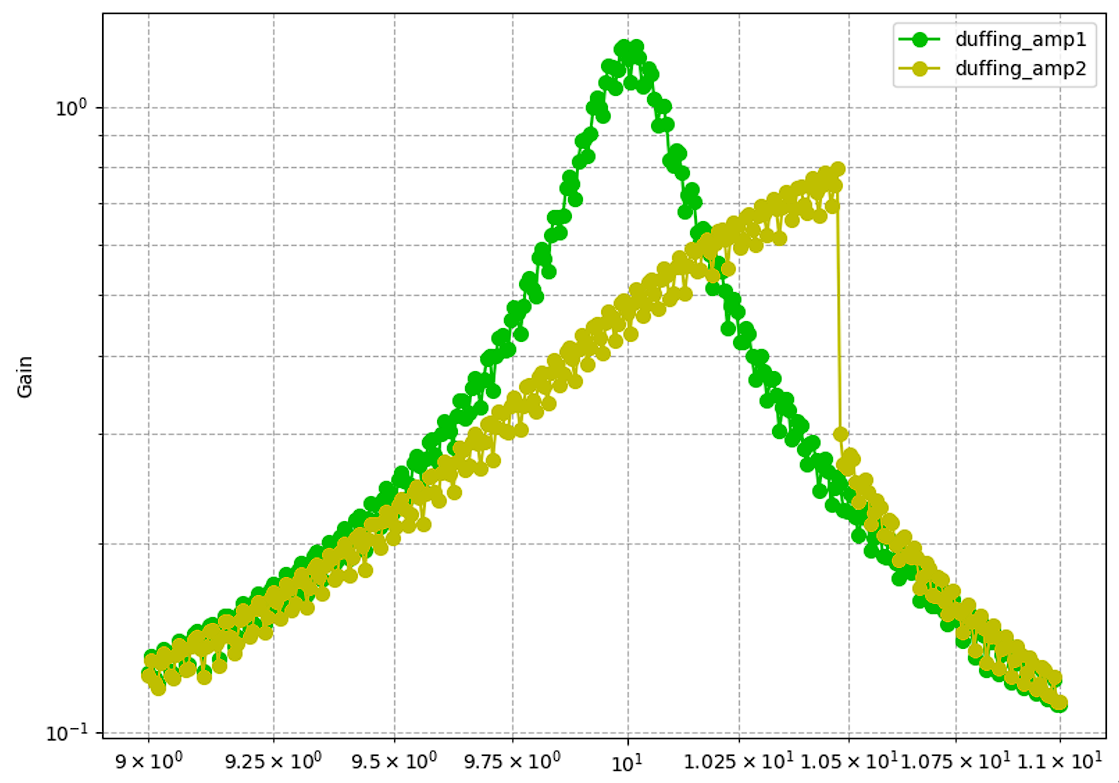 duffing_amp1
duffing_amp2
Gain
10⁰
10⁻¹
9 × 10⁰ 9.25 × 10⁰ 9.5 × 10⁰ 9.75 × 10⁰ 10¹ 1.025 × 10¹ 1.05 × 10¹ 1.075 × 10¹ 1.1 × 10¹